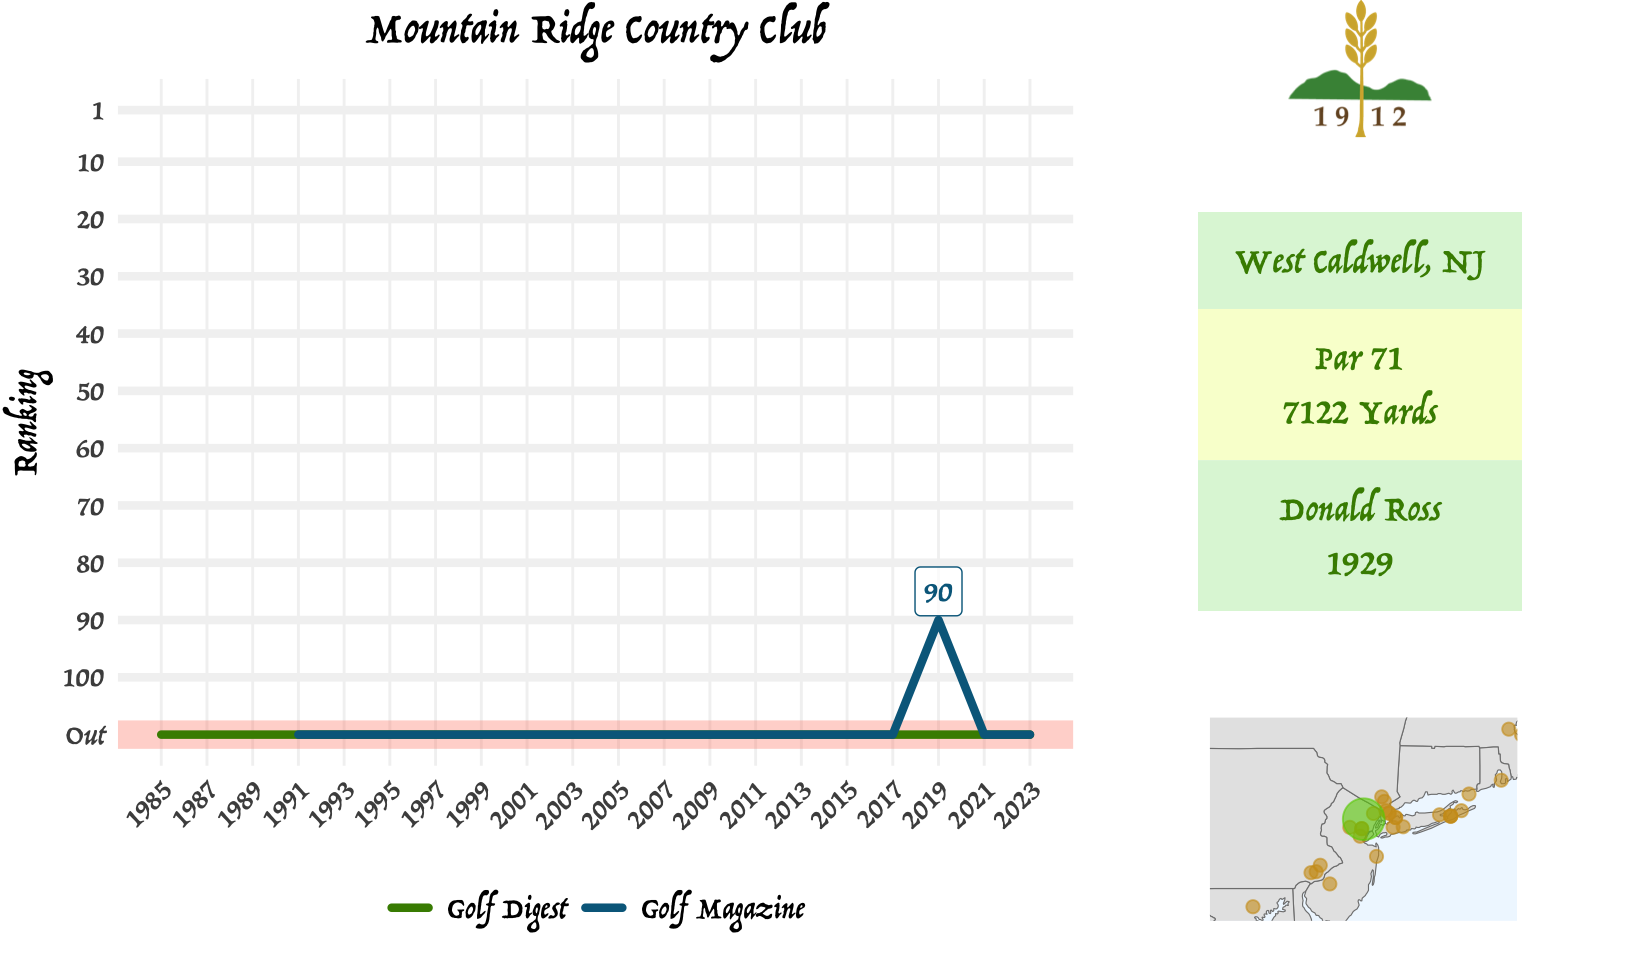 Mountain Ridge Country Club
Ranking
1
10
20
30
40
50
60
70
80
90
100
Out
90
1985 1987 1989 1991 1993 1995 1997 1999 2001 2003 2005 2007 2009 2011 2013 2015 2017 2019 2021 2023
Golf Digest Golf Magazine
19 12
West Caldwell, NJ
Par 71
7122 Yards
Donald Ross
1929